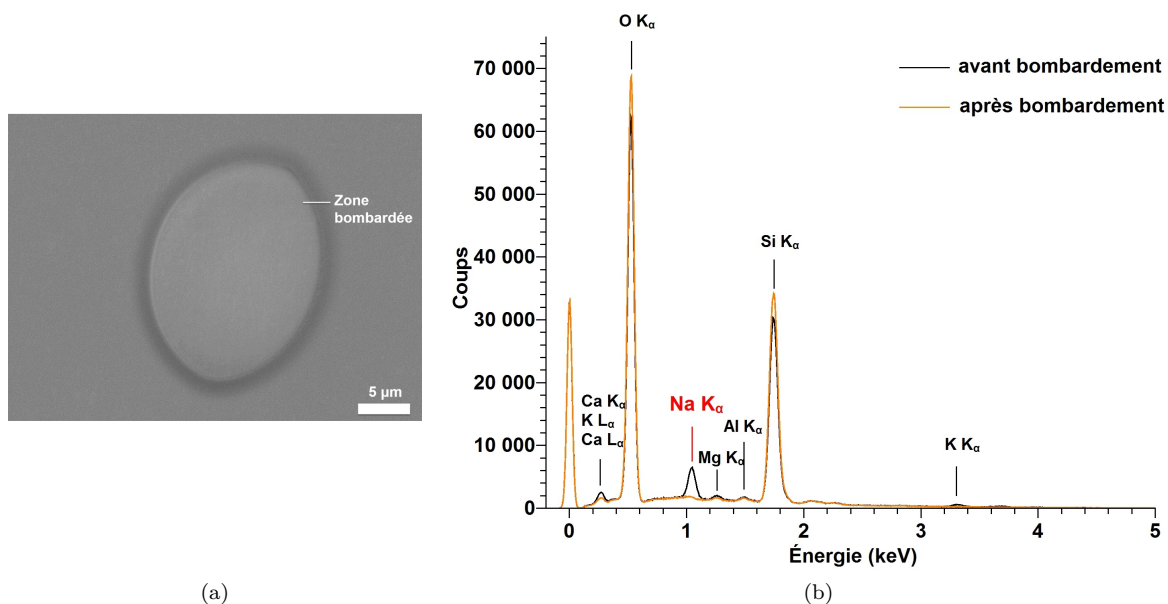 Zone
bombardée
5 µm
(a)
O Kα
avant bombardement
après bombardement
70 000
60 000
50 000
40 000
30 000
20 000
10 000
0
Coups
Si Kα
Ca Kα
K Lα
Ca Lα
Na Kα
Mg Kα
Al Kα
K Kα
0 1 2 3 4 5
Énergie (keV)
(b)